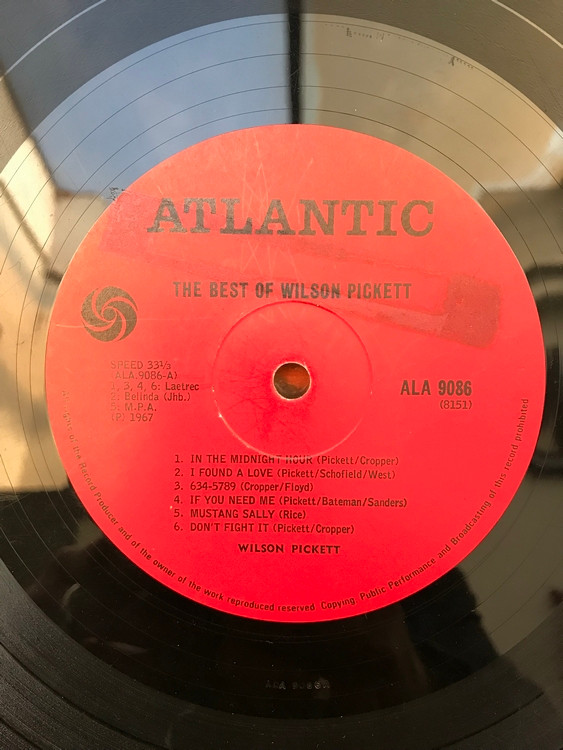 ATLANTIC
THE BEST OF WILSON PICKETT
SPEED 33⅓
(ALA.9086-A)
1, 3, 4, 6: Laetrec
2: Belinda (Jhb.)
5: M.P.A.
(P) 1967
ALA 9086
(8151)
1. IN THE MIDNIGHT HOUR (Pickett/Cropper)
2. I FOUND A LOVE (Pickett/Schofield/West)
3. 634-5789 (Cropper/Floyd)
4. IF YOU NEED ME (Pickett/Bateman/Sanders)
5. MUSTANG SALLY (Rice)
6. DON'T FIGHT IT (Pickett/Cropper)
WILSON PICKETT
of the Record Producer and of the owner of the work reproduced reserved. Copying, Public Performance and Broadcasting of this record prohibited